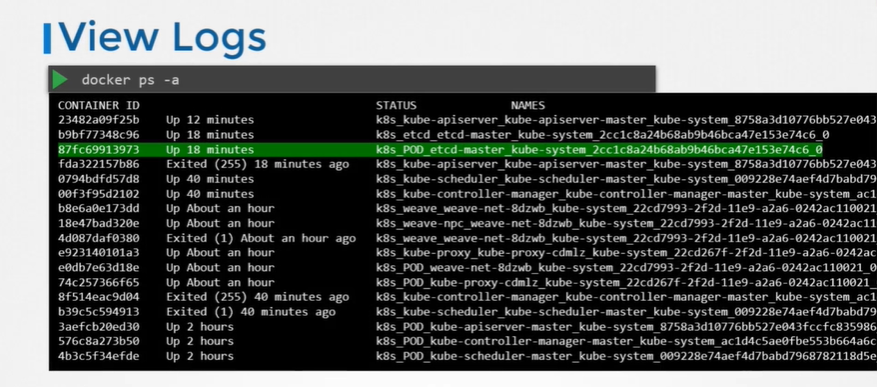 View Logs
docker ps -a
CONTAINER ID STATUS NAMES
23482a09f25b Up 12 minutes k8s_kube-apiserver_kube-apiserver-master_kube-system_8758a3d10776bb527e043
b9bf77348c96 Up 18 minutes k8s_etcd_etcd-master_kube-system_2cc1c8a24b68ab9b46bca47e153e74c6_0
87fc69913973 Up 18 minutes k8s_POD_etcd-master_kube-system_2cc1c8a24b68ab9b46bca47e153e74c6_0
fda322157b86 Exited (255) 18 minutes ago k8s_kube-apiserver_kube-apiserver-master_kube-system_8758a3d10776bb527e043
0794bdfd57d8 Up 40 minutes k8s_kube-scheduler_kube-scheduler-master_kube-system_009228e74aef4d7babd79
00f3f95d2102 Up 40 minutes k8s_kube-controller-manager_kube-controller-manager-master_kube-system_ac1
b8e6a0e173dd Up About an hour k8s_weave_weave-net-8dzwb_kube-system_22cd7993-2f2d-11e9-a2a6-0242ac110021
18e47bad320e Up About an hour k8s_weave-npc_weave-net-8dzwb_kube-system_22cd7993-2f2d-11e9-a2a6-0242ac1100
4d087daf0380 Exited (1) About an hour ago k8s_weave_weave-net-8dzwb_kube-system_22cd7993-2f2d-11e9-a2a6-0242ac110021
e923140101a3 Up About an hour k8s_kube-proxy_kube-proxy-cdmlz_kube-system_22cd267f-2f2d-11e9-a2a6-0242ac
e0db7e63d18e Up About an hour k8s_POD_weave-net-8dzwb_kube-system_22cd7993-2f2d-11e9-a2a6-0242ac110021_0
74c257366f65 Up About an hour k8s_POD_kube-proxy-cdmlz_kube-system_22cd267f-2f2d-11e9-a2a6-0242ac110021_
8f514eac9d04 Exited (255) 40 minutes ago k8s_kube-controller-manager_kube-controller-manager-master_kube-system_ac1
b39c5c594913 Exited (1) 40 minutes ago k8s_kube-scheduler_kube-scheduler-master_kube-system_009228e74aef4d7babd79
3aefcb20ed30 Up 2 hours k8s_POD_kube-apiserver-master_kube-system_8758a3d10776bb527e043fccfc835986
576c8a273b50 Up 2 hours k8s_POD_kube-controller-manager-master_kube-system_ac1d4c5ae0fbe553b664a6c
4b3c5f34efde Up 2 hours k8s_POD_kube-scheduler-master_kube-system_009228e74aef4d7babd7968782118d5e